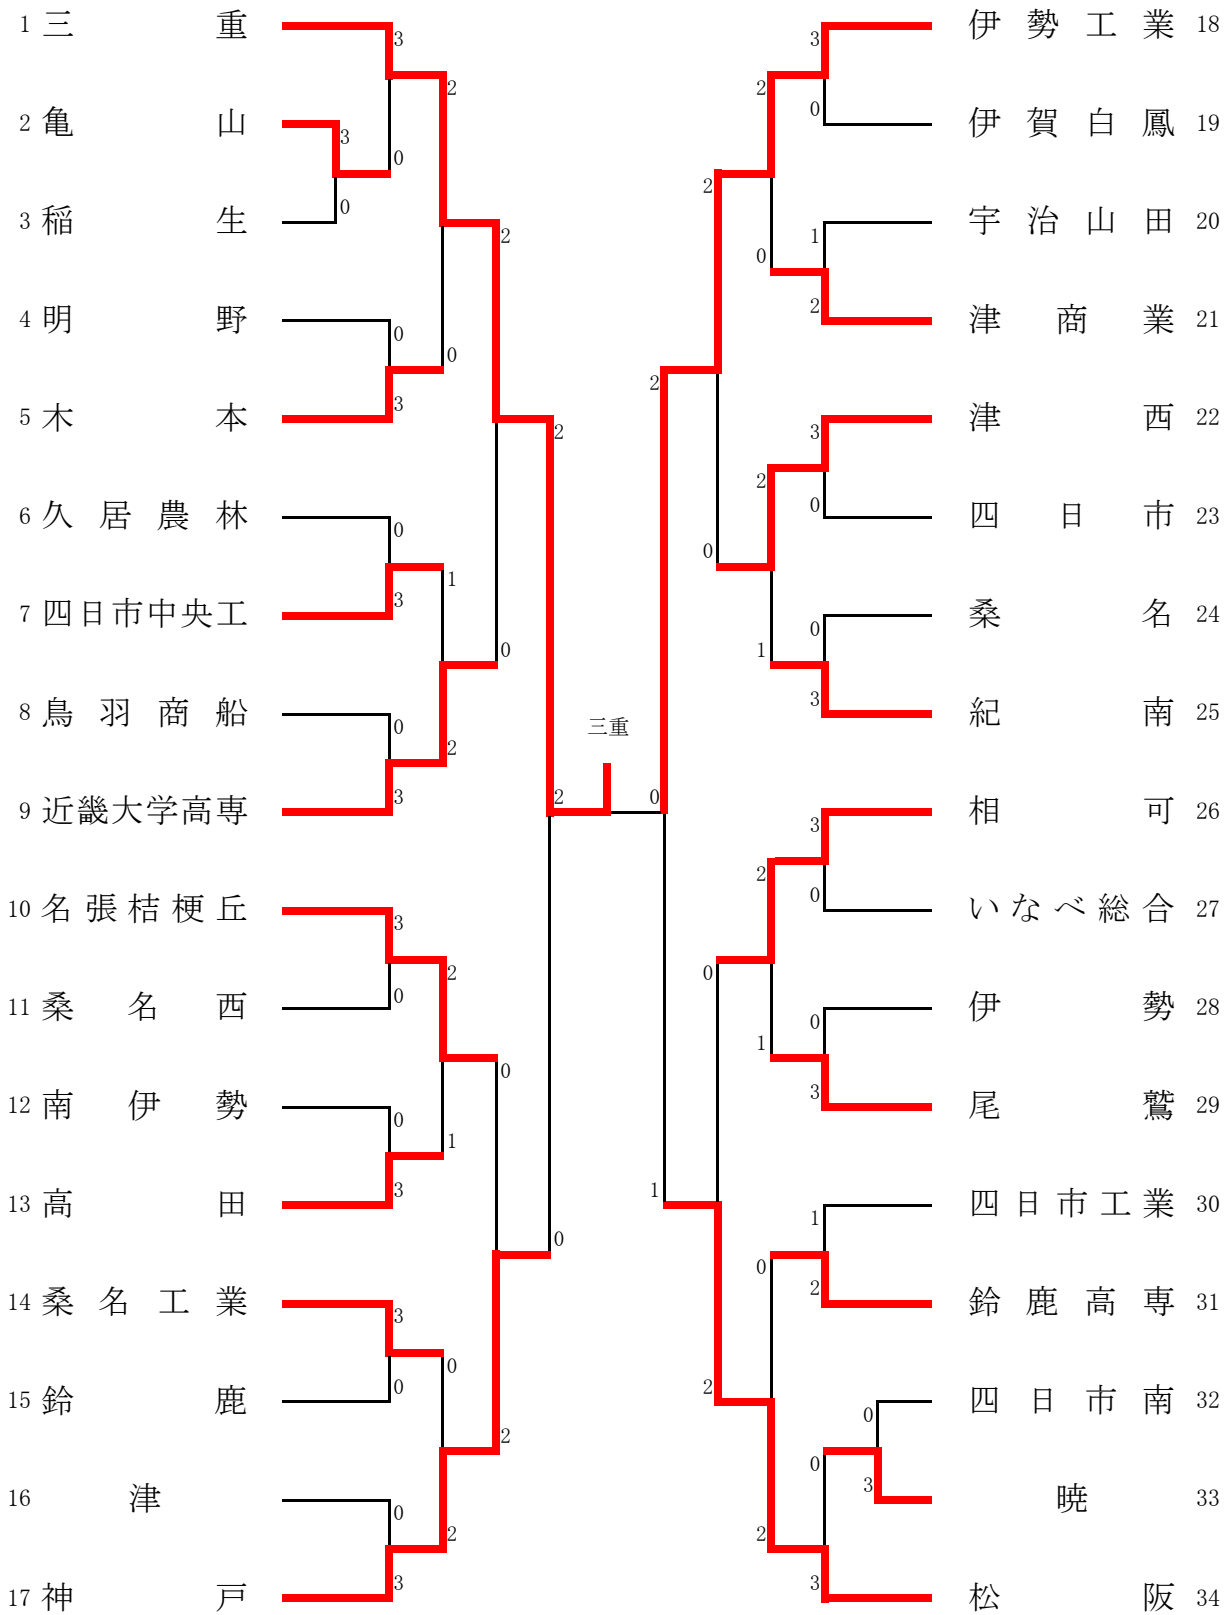 1 三重
3
2
2 亀山
3
0
3 稲生
0
2
4 明野
0
0
5 木本
3
2
6 久居農林
0
1
7 四日市中央工
3
0
8 鳥羽商船
0
2
9 近畿大学高専
3
三重
2
0
10 名張桔梗丘
3
2
11 桑名西
0
0
12 南伊勢
0
1
13 高田
3
0
14 桑名工業
3
0
15 鈴鹿
0
2
16 津
0
2
17 神戸
3
伊勢工業 18
3
2
伊賀白鳳 19
0
2
宇治山田 20
1
0
津商業 21
2
2
津西 22
3
2
四日市 23
0
0
桑名 24
0
1
紀南 25
3
相可 26
3
2
いなべ総合 27
0
0
伊勢 28
0
1
尾鷲 29
3
1
四日市工業 30
1
0
鈴鹿高専 31
2
2
四日市南 32
0
0
暁 33
3
2
松阪 34
3